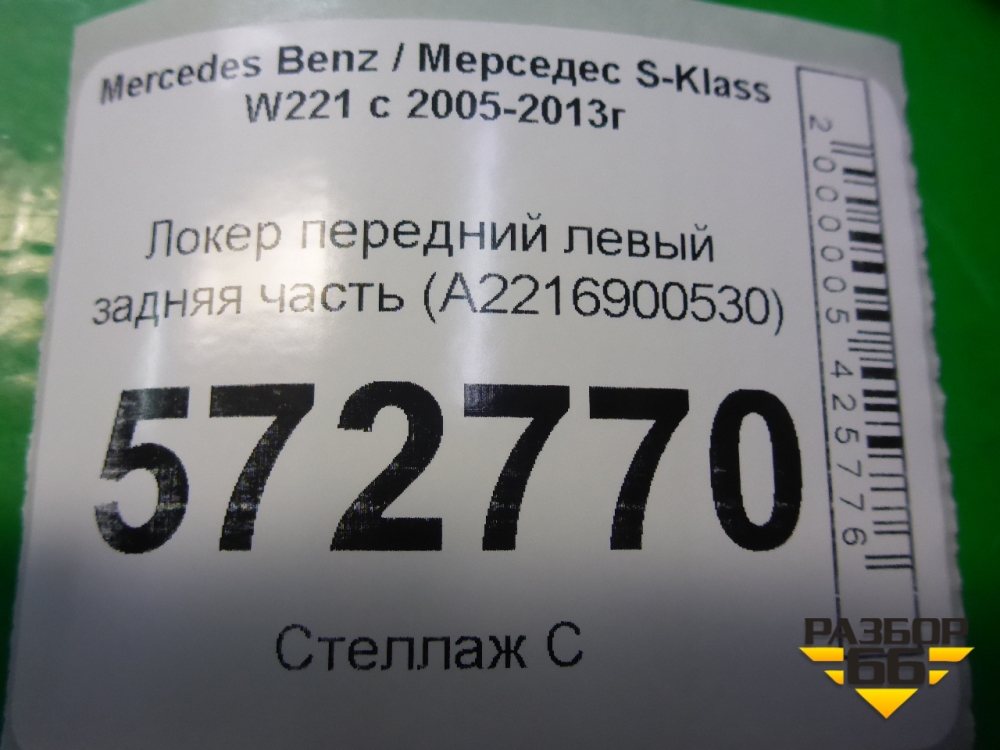 Mercedes Benz / Мерседес S-Klass
W221 с 2005-2013г
Локер передний левый
задняя часть (A2216900530)
572770
Стеллаж С
2000005425776
РАЗБОР
66